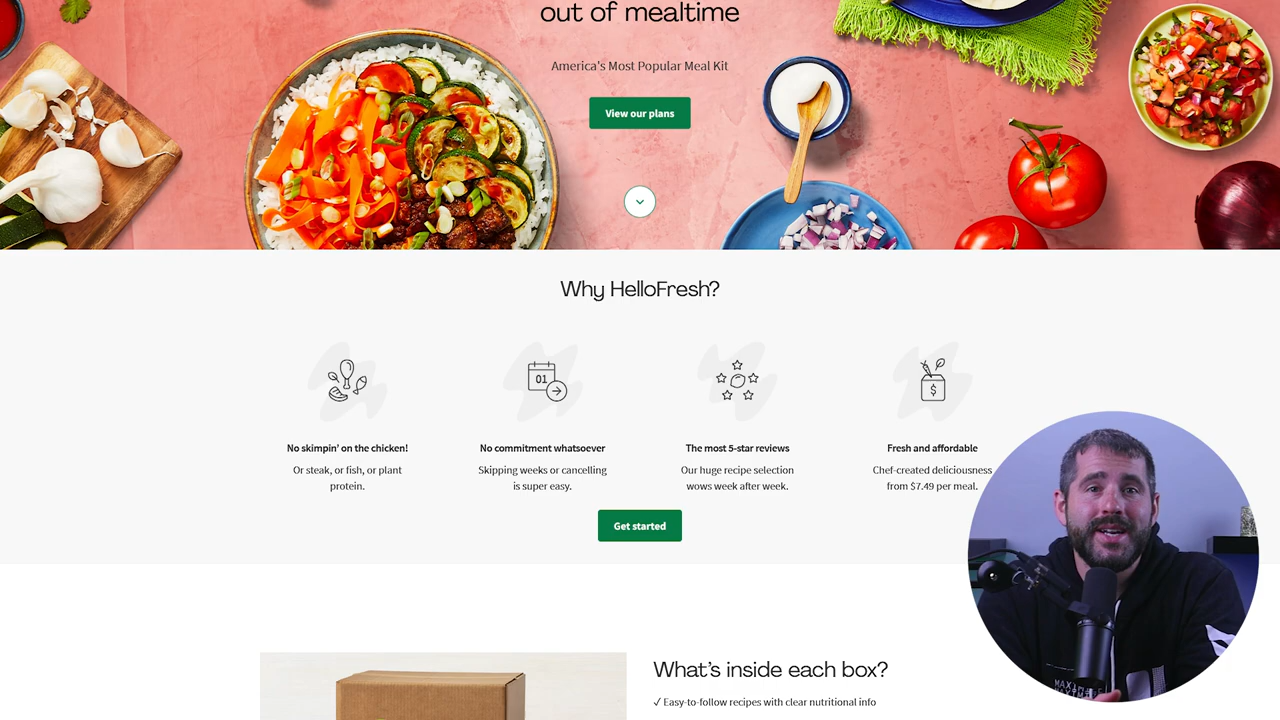 out of mealtime
America's Most Popular Meal Kit
View our plans
Why HelloFresh?
01
$
No skimpin' on the chicken!
Or steak, or fish, or plant
protein.
No commitment whatsoever
Skipping weeks or cancelling
is super easy.
The most 5-star reviews
Our huge recipe selection
wows week after week.
Fresh and affordable
Chef-created deliciousness
from $7.49 per meal.
Get started
What's inside each box?
✓ Easy-to-follow recipes with clear nutritional info